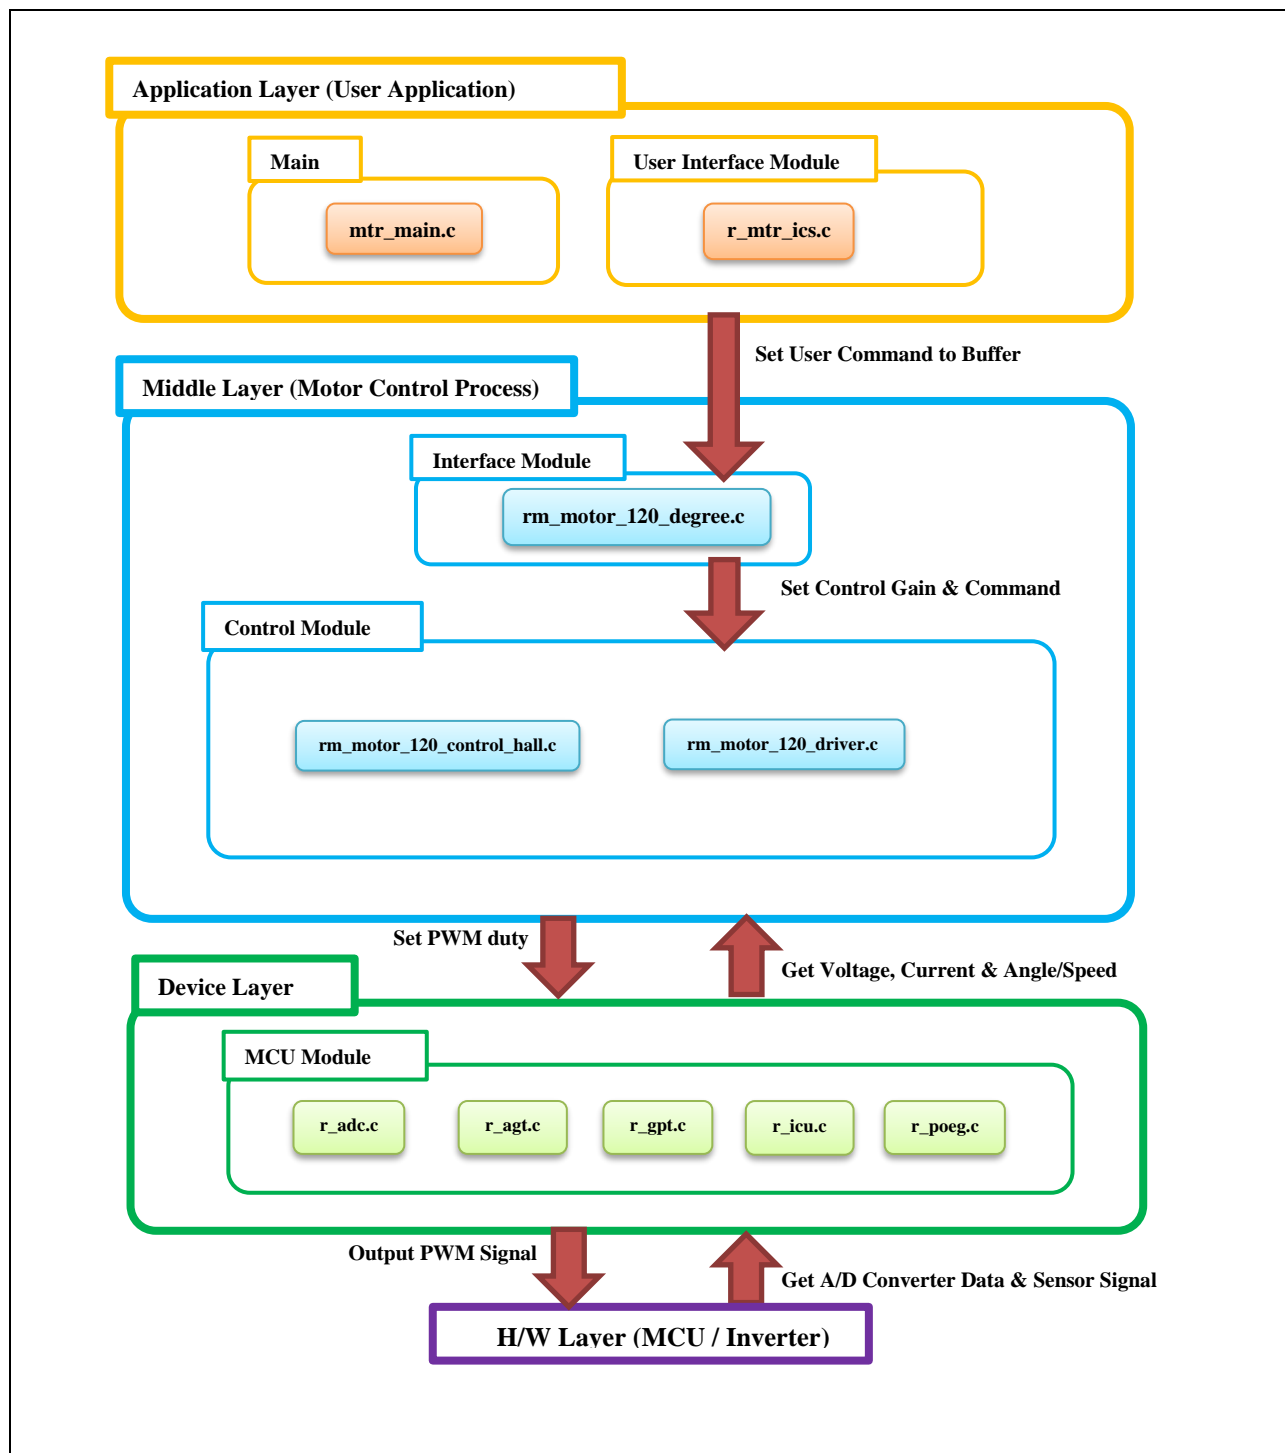 Application Layer (User Application)
Main
User Interface Module
mtr_main.c
r_mtr_ics.c
Set User Command to Buffer
Middle Layer (Motor Control Process)
Interface Module
rm_motor_120_degree.c
Set Control Gain & Command
Control Module
rm_motor_120_control_hall.c
rm_motor_120_driver.c
Set PWM duty
Get Voltage, Current & Angle/Speed
Device Layer
MCU Module
r_adc.c
r_agt.c
r_gpt.c
r_icu.c
r_poeg.c
Output PWM Signal
Get A/D Converter Data & Sensor Signal
H/W Layer (MCU / Inverter)